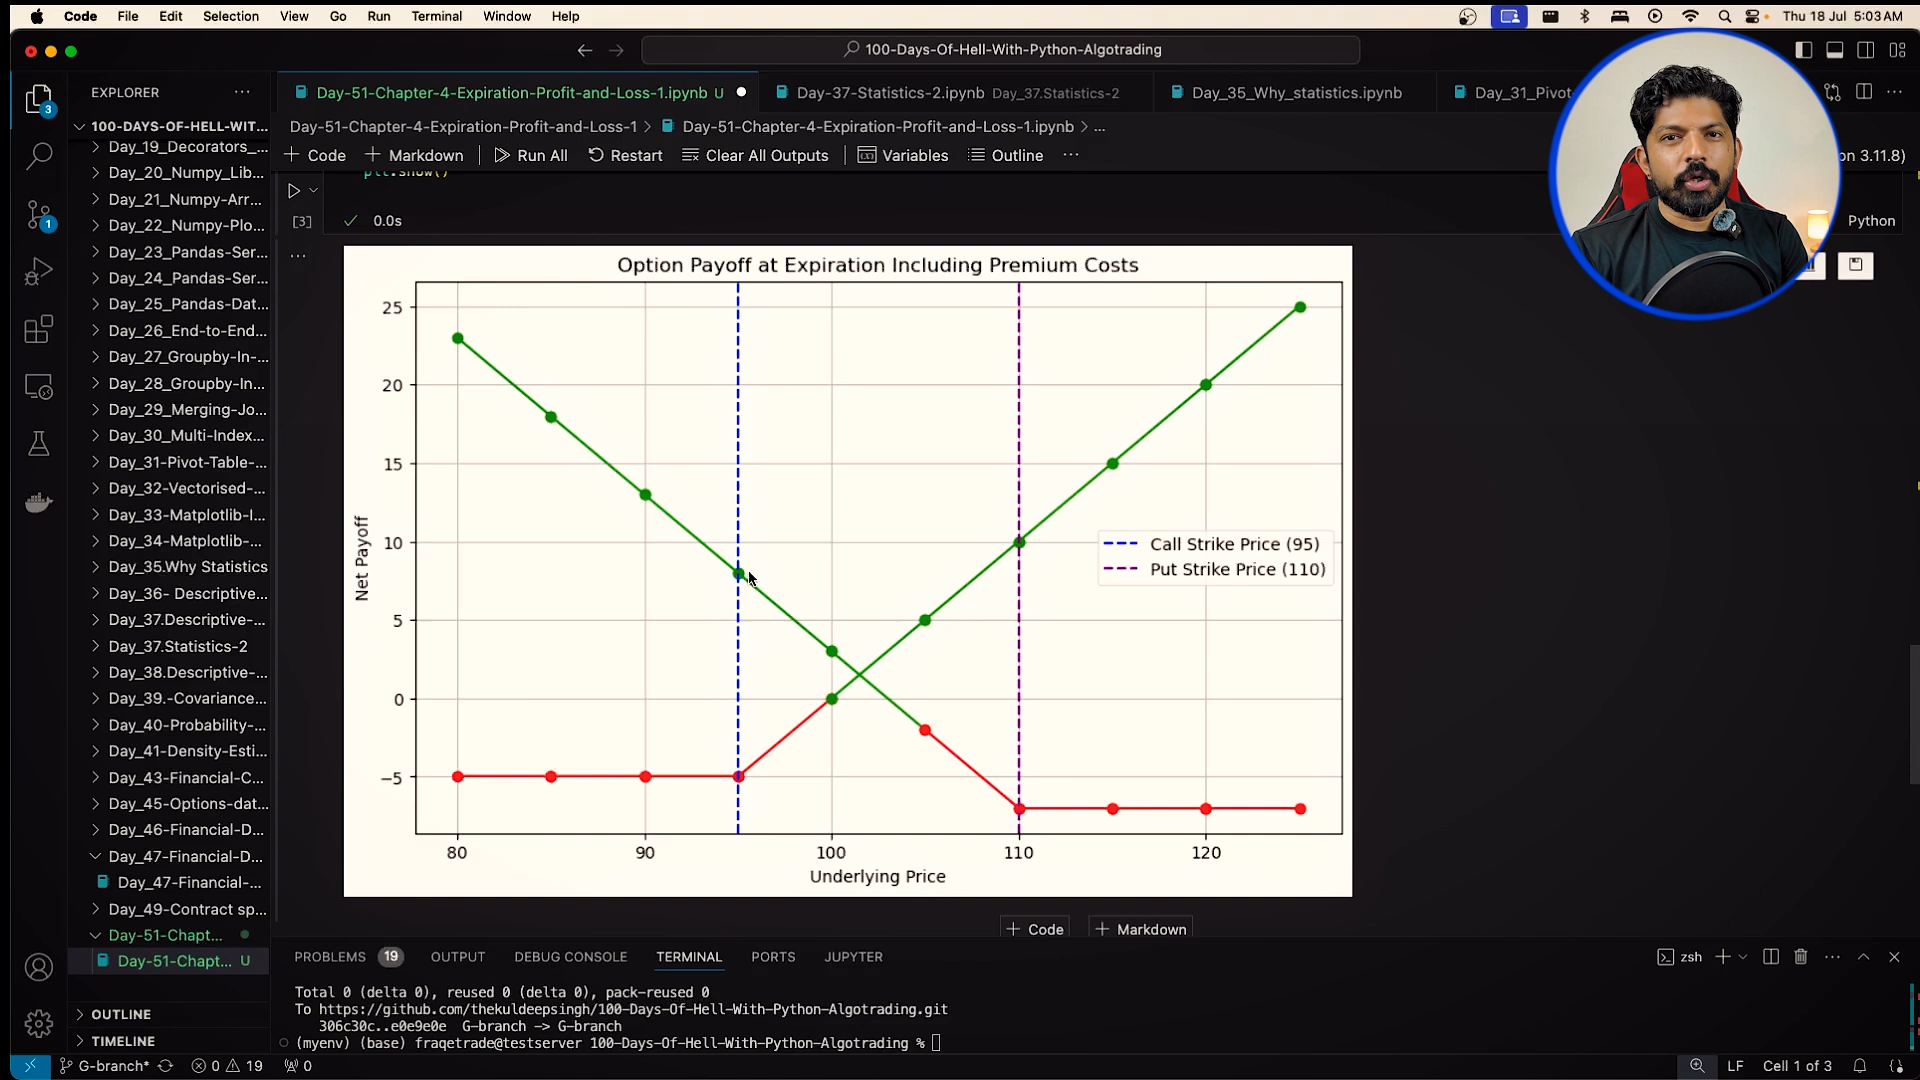 Code File Edit Selection View Go Run Terminal Window Help Thu 18 Jul 5:03 AM
100-Days-Of-Hell-With-Python-Algotrading
EXPLORER ...
Day-51-Chapter-4-Expiration-Profit-and-Loss-1.ipynb U
Day-37-Statistics-2.ipynb Day_37.Statistics-2
Day_35_Why_statistics.ipynb
Day_31_Pivot
3
100-DAYS-OF-HELL-WIT...
Day-51-Chapter-4-Expiration-Profit-and-Loss-1 > Day-51-Chapter-4-Expiration-Profit-and-Loss-1.ipynb > ...
Code Markdown Run All Restart Clear All Outputs Variables Outline ...
on 3.11.8)
plt.show()
[3] 0.0s
Python
...
Day_19_Decorators_...
Day_20_Numpy_Lib...
Day_21_Numpy-Arr...
Day_22_Numpy-Plo...
1
Day_23_Pandas-Ser...
Day_24_Pandas-Ser...
Day_25_Pandas-Dat...
Day_26_End-to-End...
Day_27_Groupby-In-...
Day_28_Groupby-In...
Day_29_Merging-Jo...
Day_30_Multi-Index...
Day_31-Pivot-Table-...
Day_32-Vectorised-...
Day_33-Matplotlib-I...
Day_34-Matplotlib-...
Day_35.Why Statistics
Day_36- Descriptive...
Day_37.Descriptive-...
Day_37.Statistics-2
Day_38.Descriptive-...
Day_39.-Covariance...
Day_40-Probability-...
Day_41-Density-Esti...
Day_43-Financial-C...
Day_45-Options-dat...
Day_46-Financial-D...
Day_47-Financial-D...
Day_47-Financial-...
Day_49-Contract sp...
Day-51-Chapt...
Day-51-Chapt... U
OUTLINE
TIMELINE
Option Payoff at Expiration Including Premium Costs
25
20
15
10
5
0
−5
Net Payoff
Call Strike Price (95)
Put Strike Price (110)
80 90 100 110 120
Underlying Price
Code Markdown
PROBLEMS 19 OUTPUT DEBUG CONSOLE TERMINAL PORTS JUPYTER zsh ...
Total 0 (delta 0), reused 0 (delta 0), pack-reused 0
To https://github.com/thekuldeepsingh/100-Days-Of-Hell-With-Python-Algotrading.git
306c30c..e0e9e0e G-branch -> G-branch
(myenv) (base) fraqetrade@testserver 100-Days-Of-Hell-With-Python-Algotrading %
G-branch* 0 19 0 LF Cell 1 of 3